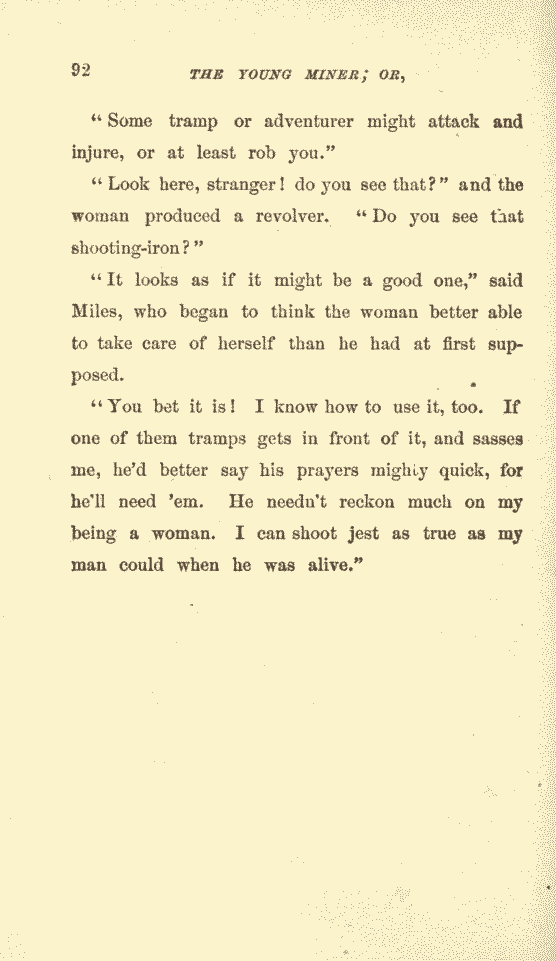 92 THE YOUNG MINER; OR,
“Some tramp or adventurer might attack and
injure, or at least rob you.”
“Look here, stranger! do you see that?” and the
woman produced a revolver. “Do you see that
shooting-iron?”
“It looks as if it might be a good one,” said
Miles, who began to think the woman better able
to take care of herself than he had at first sup-
posed.
“You bet it is! I know how to use it, too. If
one of them tramps gets in front of it, and sasses
me, he’d better say his prayers mighty quick, for
he’ll need ’em. He needn’t reckon much on my
being a woman. I can shoot jest as true as my
man could when he was alive.”